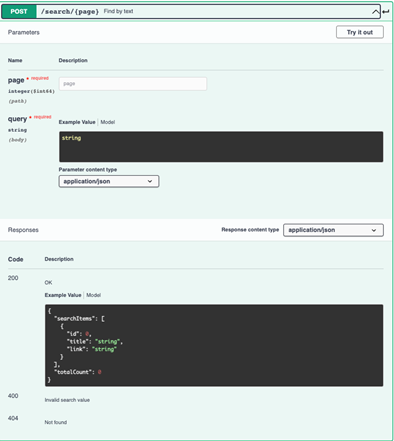 POST /search/{page} Find by text
Parameters Try it out
Name Description
page * required page
integer($int64)
(path)
query * required Example Value | Model
string string
(body)
Parameter content type
application/json
Responses Response content type application/json
Code Description
200 OK
Example Value | Model
{
"searchItems": [
{
"id": 0,
"title": "string",
"link": "string"
}
],
"totalCount": 0
}
400 Invalid search value
404 Not found